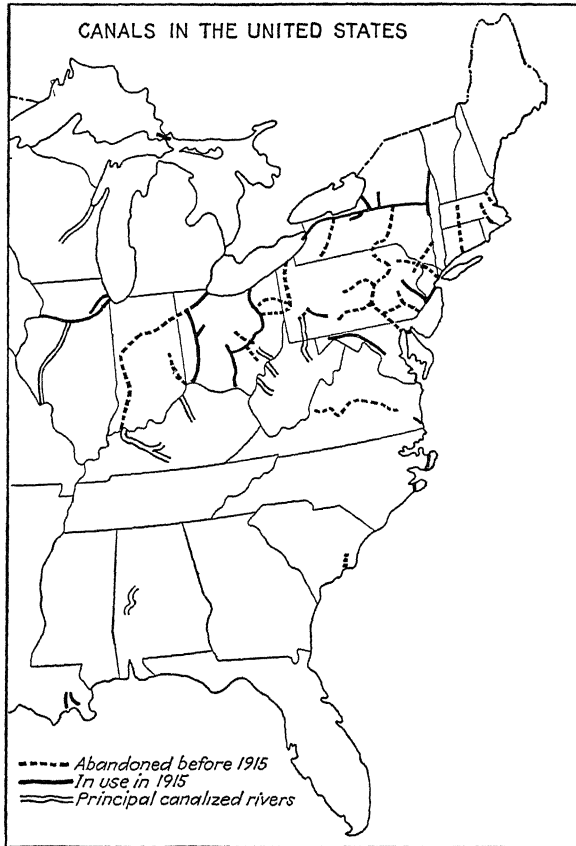 CANALS IN THE UNITED STATES
Abandoned before 1915
In use in 1915
Principal canalized rivers